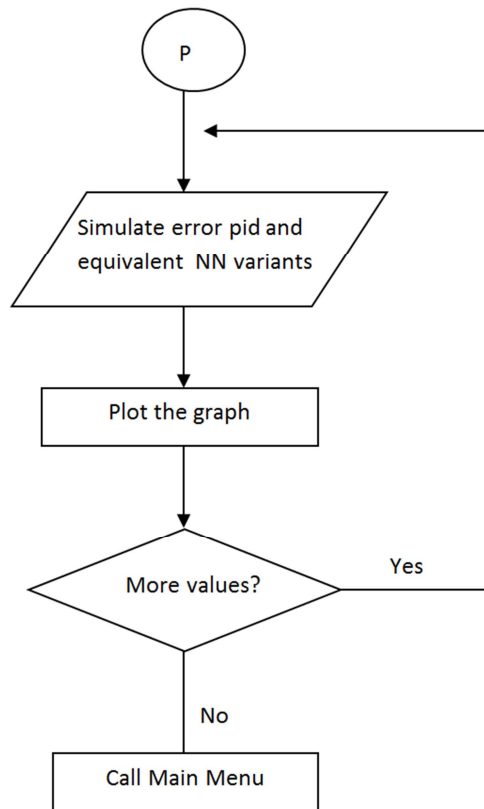 P
Simulate error pid and
equivalent NN variants
Plot the graph
More values?
Yes
No
Call Main Menu